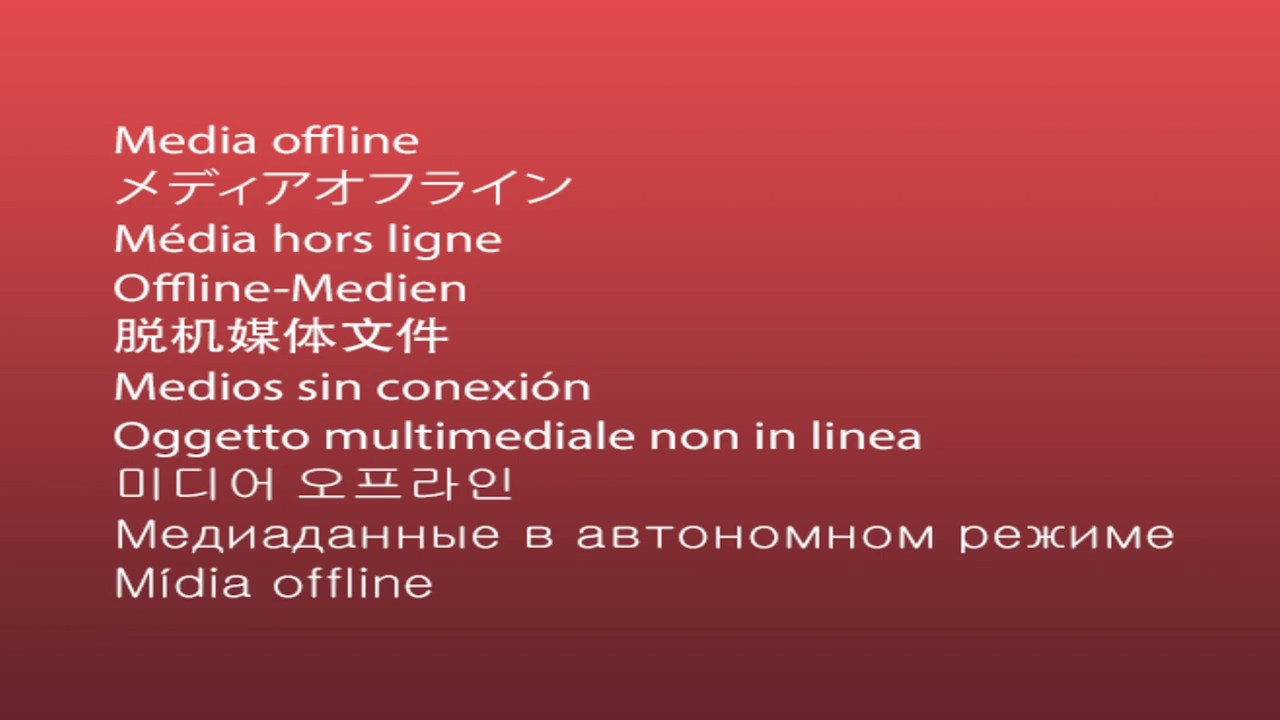 Media offline
メディアオフライン
Média hors ligne
Offline-Medien
脱机媒体文件
Medios sin conexión
Oggetto multimediale non in linea
미디어 오프라인
Медиаданные в автономном режиме
Mídia offline